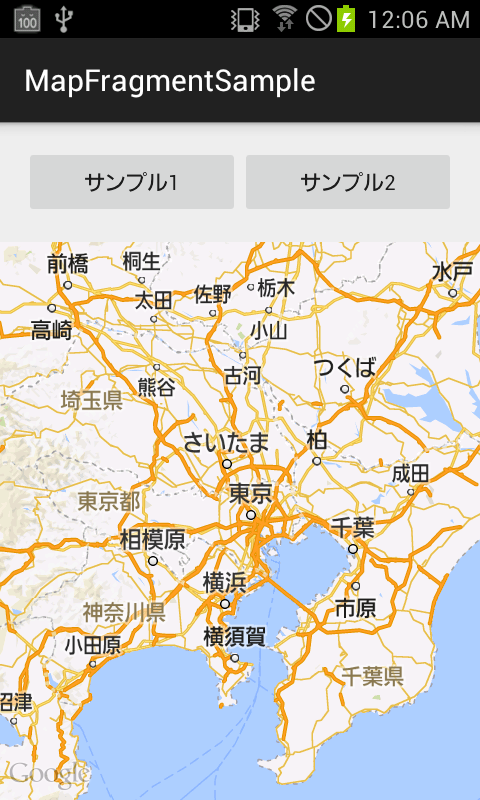 100
12:06 AM
MapFragmentSample
サンプル1
サンプル2
前橋
桐生
水戸
太田
佐野
栃木
高崎
小山
つくば
古河
熊谷
埼玉県
さいたま
柏
成田
東京
東京都
千葉
相模原
横浜
市原
神奈川県
横須賀
小田原
千葉県
沼津
Google